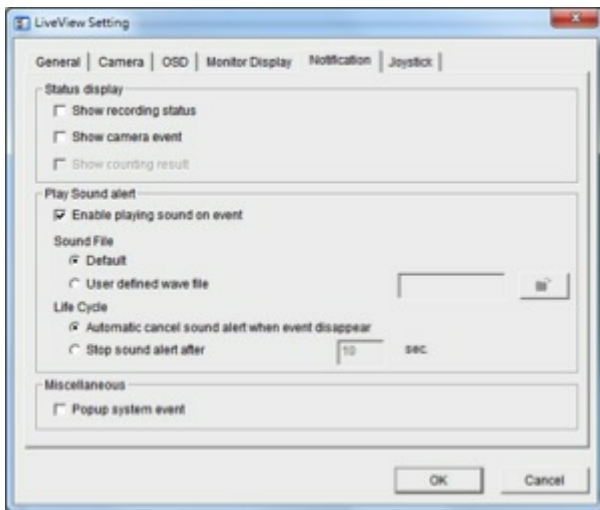 LiveView Setting
General | Camera | OSD | Monitor Display | Notification | Joystick |
Status display
Show recording status
Show camera event
Show counting result
Play Sound alert
Enable playing sound on event
Sound File
Default
User defined wave file
Life Cycle
Automatic cancel sound alert when event disappear
Stop sound alert after 10 sec.
Miscellaneous
Popup system event
OK Cancel